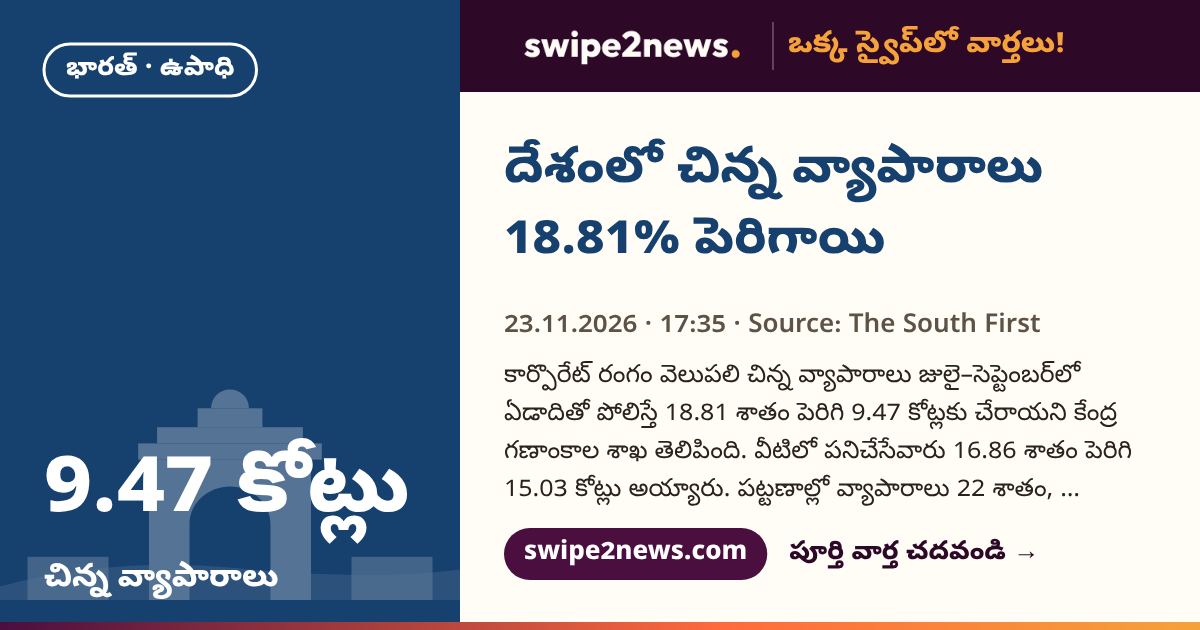 భారత్ · ఉపాధి
9.47 కోట్లు
చిన్న వ్యాపారాలు
swipe2news.
ఒక్క స్వైప్‌లో వార్తలు!
దేశంలో చిన్న వ్యాపారాలు
18.81% పెరిగాయి
23.11.2026 · 17:35 · Source: The South First
కార్పొరేట్ రంగం వెలుపలి చిన్న వ్యాపారాలు జులై–సెప్టెంబర్‌లో
ఏడాదితో పోలిస్తే 18.81 శాతం పెరిగి 9.47 కోట్లకు చేరాయని కేంద్ర
గణాంకాల శాఖ తెలిపింది. వీటిలో పనిచేసేవారు 16.86 శాతం పెరిగి
15.03 కోట్లు అయ్యారు. పట్టణాల్లో వ్యాపారాలు 22 శాతం, ...
swipe2news.com
పూర్తి వార్త చదవండి →